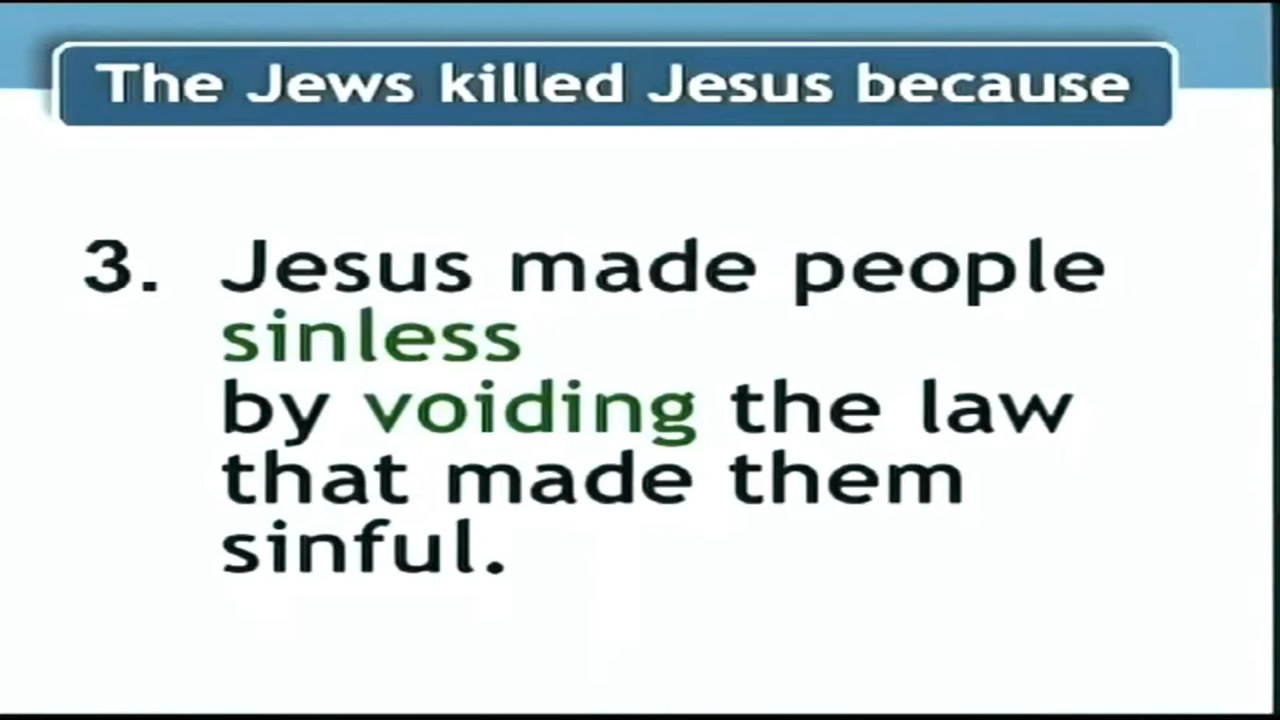 The Jews killed Jesus because
3. Jesus made people
sinless
by voiding the law
that made them
sinful.